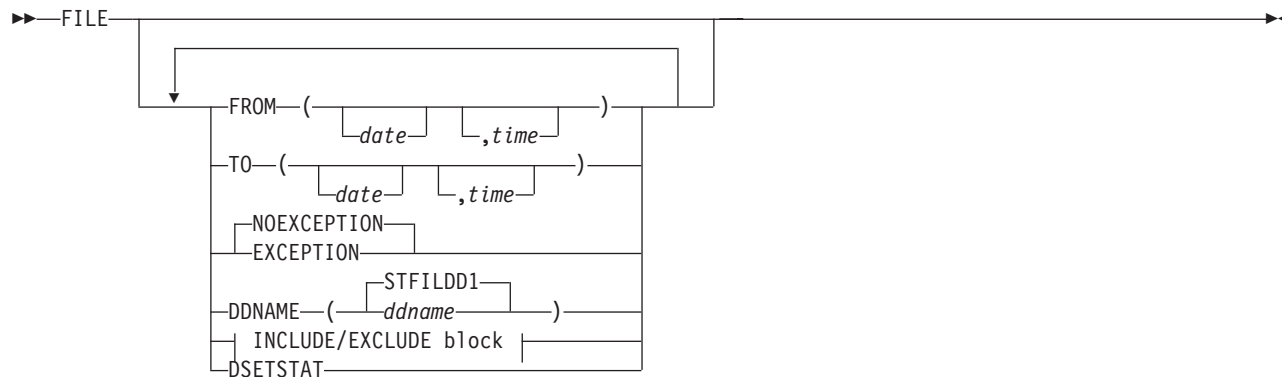 FILE
FROM ( date ,time )
TO ( date ,time )
NOEXCEPTION
EXCEPTION
DDNAME ( STFILDD1
ddname )
INCLUDE/EXCLUDE block
DSETSTAT